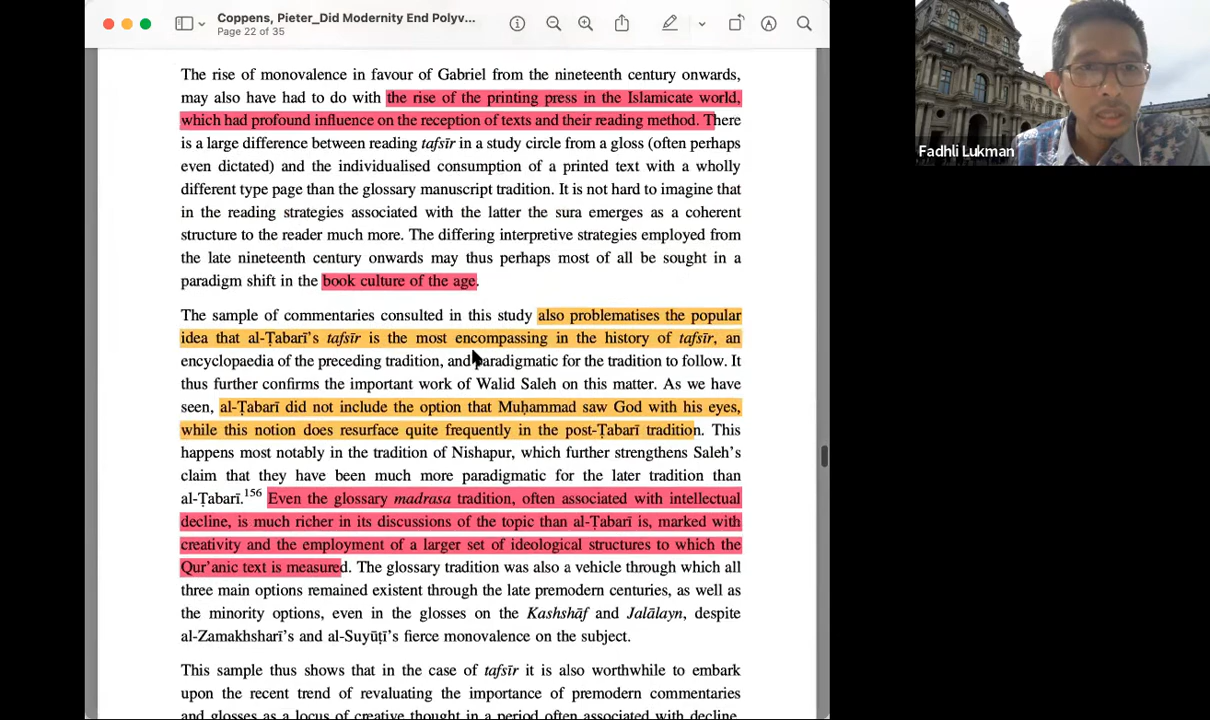 Coppens, Pieter_Did Modernity End Polyv...
Page 22 of 35
Fadhli Lukman
The rise of monovalence in favour of Gabriel from the nineteenth century onwards,
may also have had to do with the rise of the printing press in the Islamicate world,
which had profound influence on the reception of texts and their reading method. There
is a large difference between reading tafsīr in a study circle from a gloss (often perhaps
even dictated) and the individualised consumption of a printed text with a wholly
different type page than the glossary manuscript tradition. It is not hard to imagine that
in the reading strategies associated with the latter the sura emerges as a coherent
structure to the reader much more. The differing interpretive strategies employed from
the late nineteenth century onwards may thus perhaps most of all be sought in a
paradigm shift in the book culture of the age.
The sample of commentaries consulted in this study also problematises the popular
idea that al-Ṭabarī’s tafsīr is the most encompassing in the history of tafsīr, an
encyclopaedia of the preceding tradition, and paradigmatic for the tradition to follow. It
thus further confirms the important work of Walid Saleh on this matter. As we have
seen, al-Ṭabarī did not include the option that Muḥammad saw God with his eyes,
while this notion does resurface quite frequently in the post-Ṭabarī tradition. This
happens most notably in the tradition of Nishapur, which further strengthens Saleh’s
claim that they have been much more paradigmatic for the later tradition than
al-Ṭabarī.156 Even the glossary madrasa tradition, often associated with intellectual
decline, is much richer in its discussions of the topic than al-Ṭabarī is, marked with
creativity and the employment of a larger set of ideological structures to which the
Qur’anic text is measured. The glossary tradition was also a vehicle through which all
three main options remained existent through the late premodern centuries, as well as
the minority options, even in the glosses on the Kashshāf and Jalālayn, despite
al-Zamakhsharī’s and al-Suyūṭī’s fierce monovalence on the subject.
This sample thus shows that in the case of tafsīr it is also worthwhile to embark
upon the recent trend of revaluating the importance of premodern commentaries
and glosses as a locus of creative thought in a period often associated with decline.